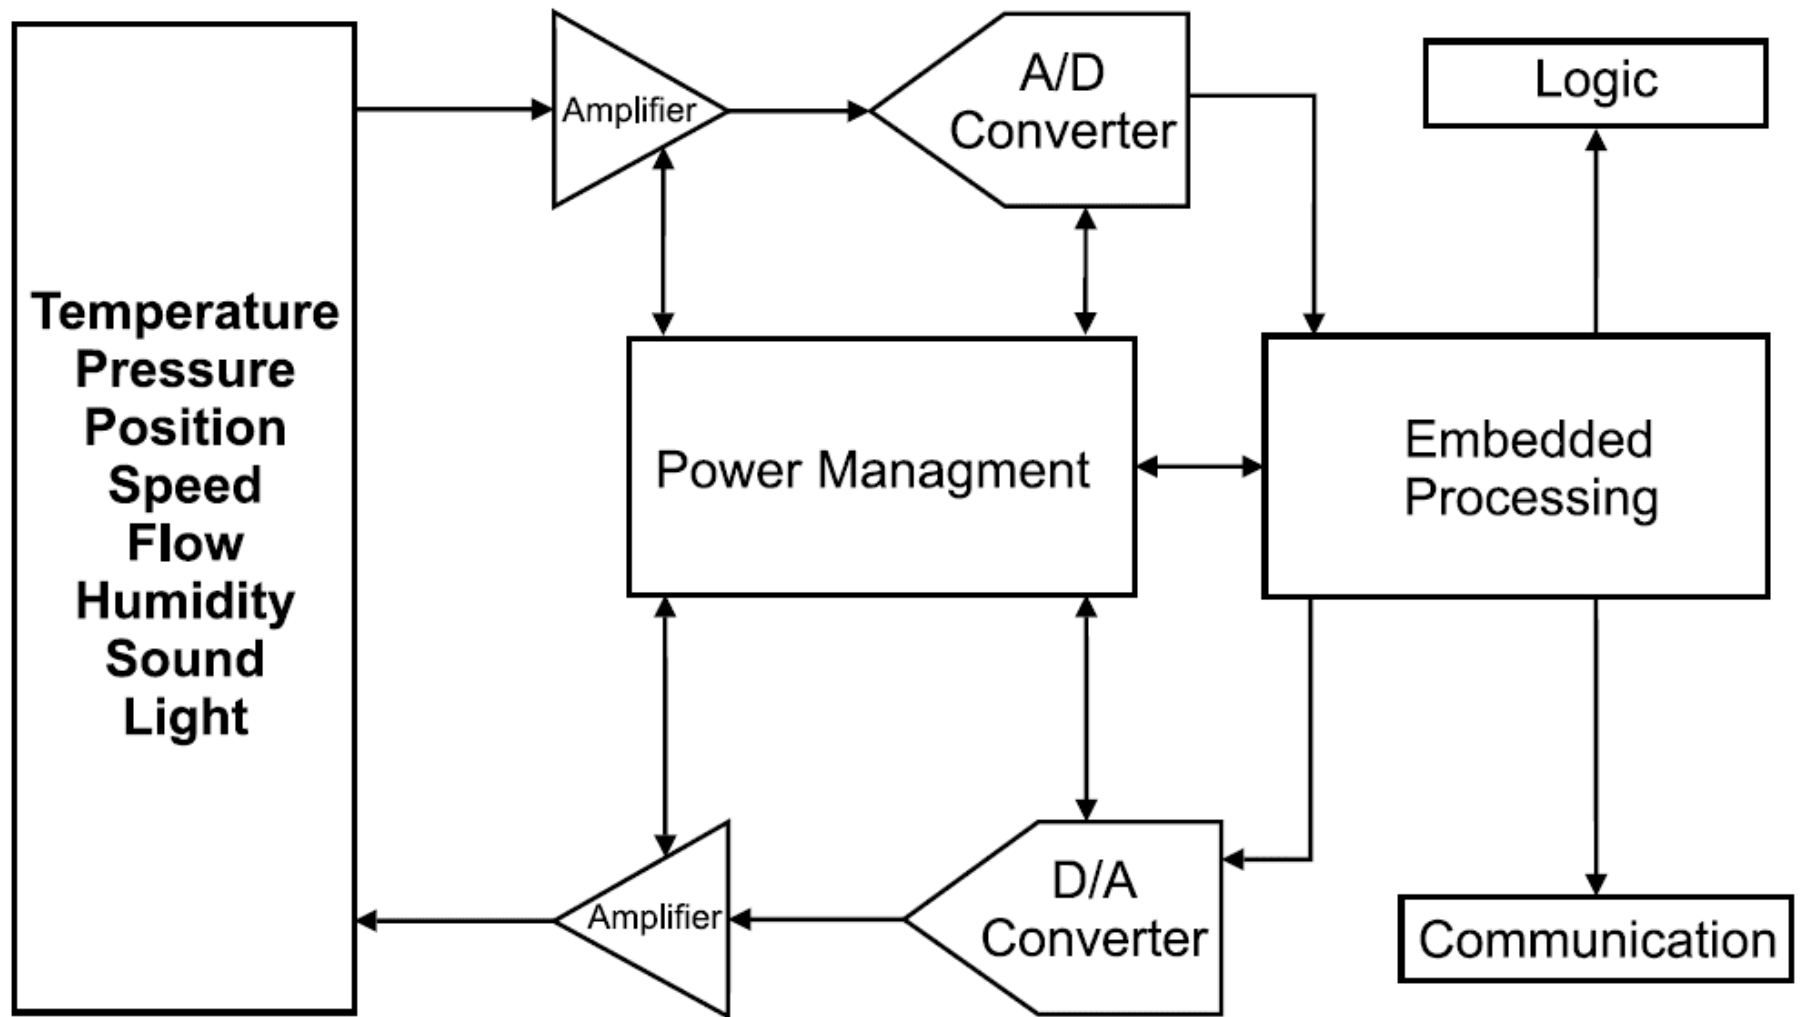 Temperature
Pressure
Position
Speed
Flow
Humidity
Sound
Light
Amplifier
A/D
Converter
Logic
Power Managment
Embedded
Processing
Amplifier
D/A
Converter
Communication